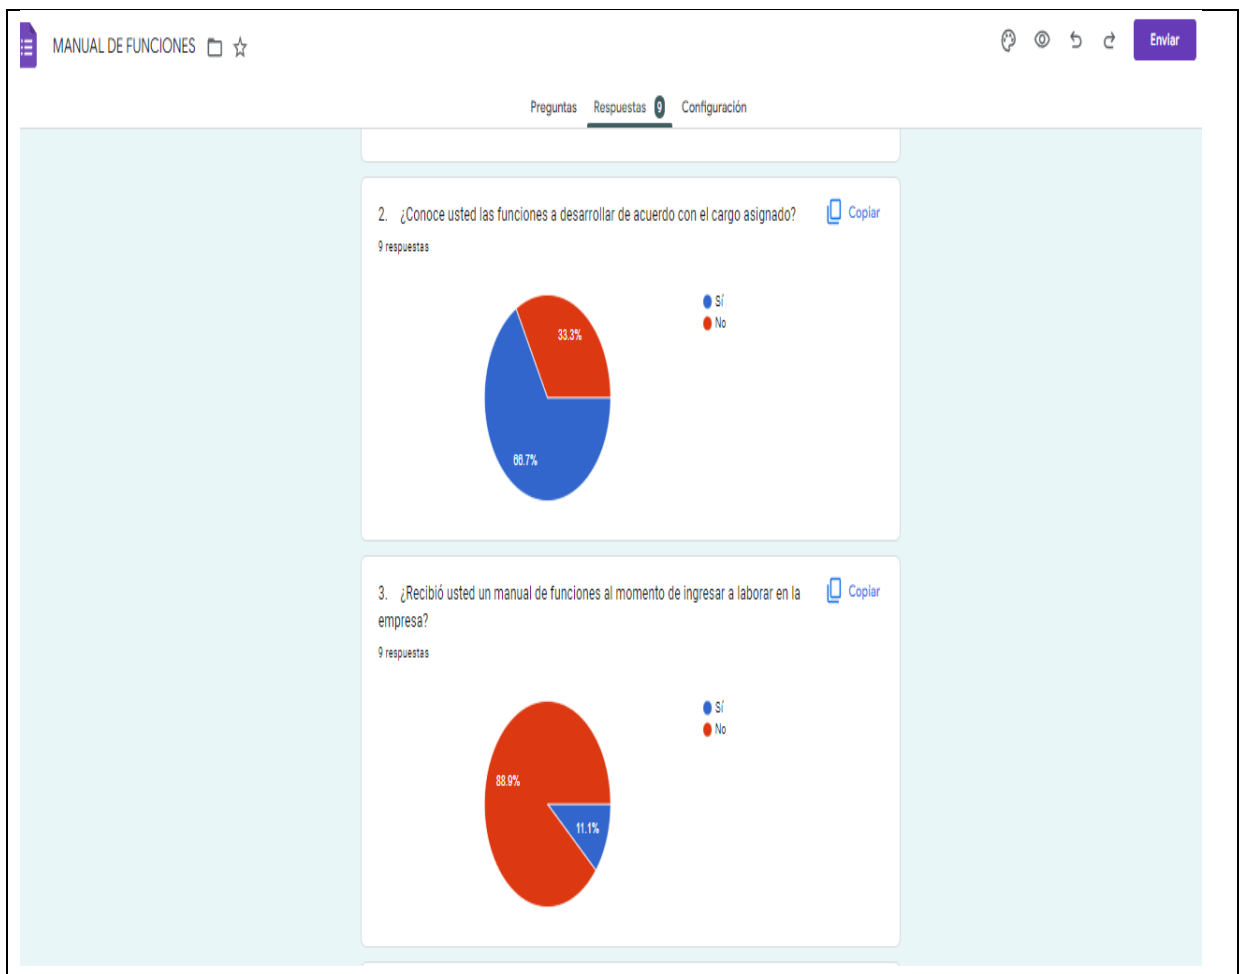 MANUAL DE FUNCIONES
Enviar
Preguntas Respuestas 9 Configuración
2. ¿Conoce usted las funciones a desarrollar de acuerdo con el cargo asignado?
Copiar
9 respuestas
Sí
No
33.3%
66.7%
3. ¿Recibió usted un manual de funciones al momento de ingresar a laborar en la
empresa?
Copiar
9 respuestas
Sí
No
88.9%
11.1%